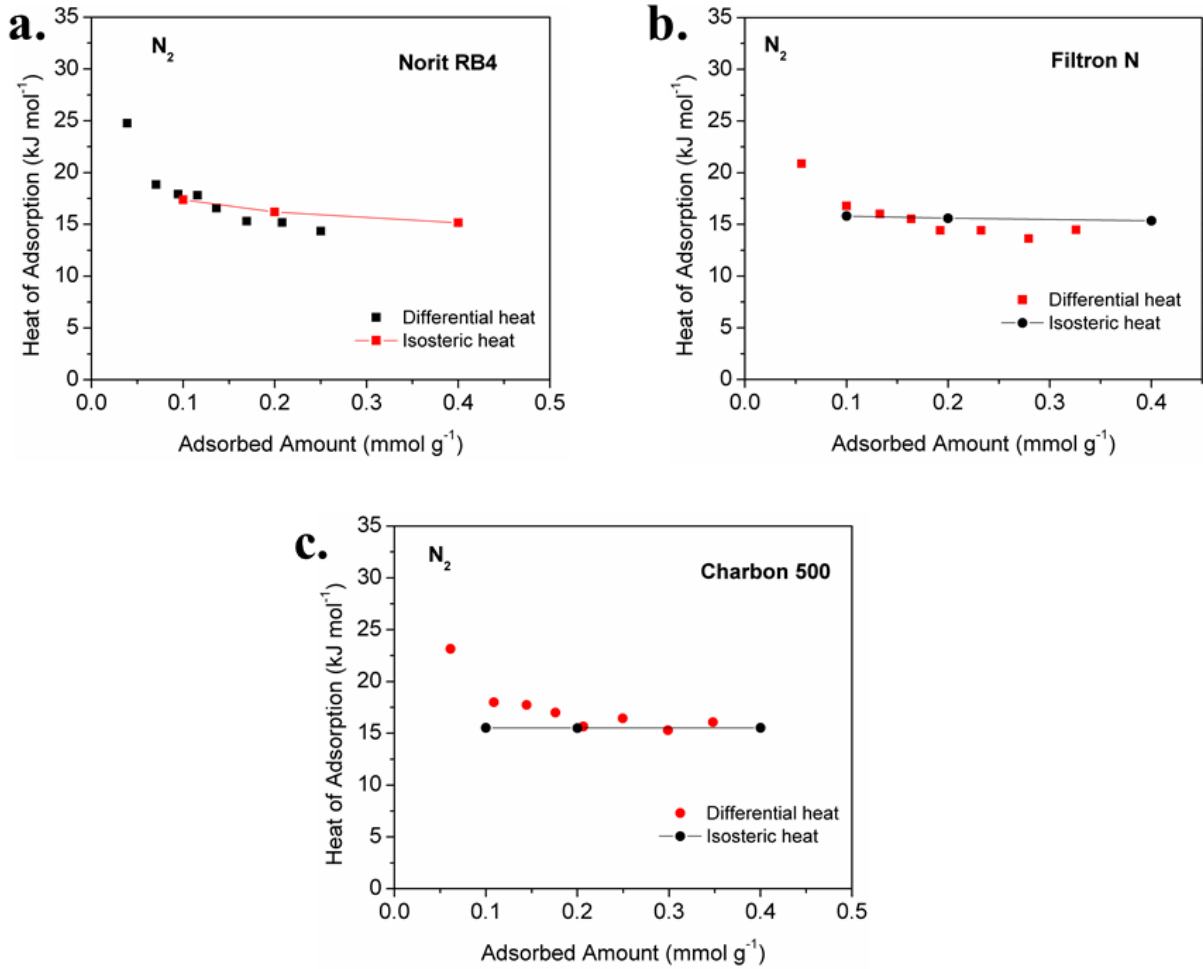 a.
N₂
Norit RB4
Heat of Adsorption (kJ mol⁻¹)
35
30
25
20
15
10
5
0
Differential heat
Isosteric heat
0.0 0.1 0.2 0.3 0.4 0.5
Adsorbed Amount (mmol g⁻¹)
b.
N₂
Filtron N
Heat of Adsorption (kJ mol⁻¹)
35
30
25
20
15
10
5
0
Differential heat
Isosteric heat
0.0 0.1 0.2 0.3 0.4
Adsorbed Amount (mmol g⁻¹)
c.
N₂
Charbon 500
Heat of Adsorption (kJ mol⁻¹)
35
30
25
20
15
10
5
0
Differential heat
Isosteric heat
0.0 0.1 0.2 0.3 0.4 0.5
Adsorbed Amount (mmol g⁻¹)